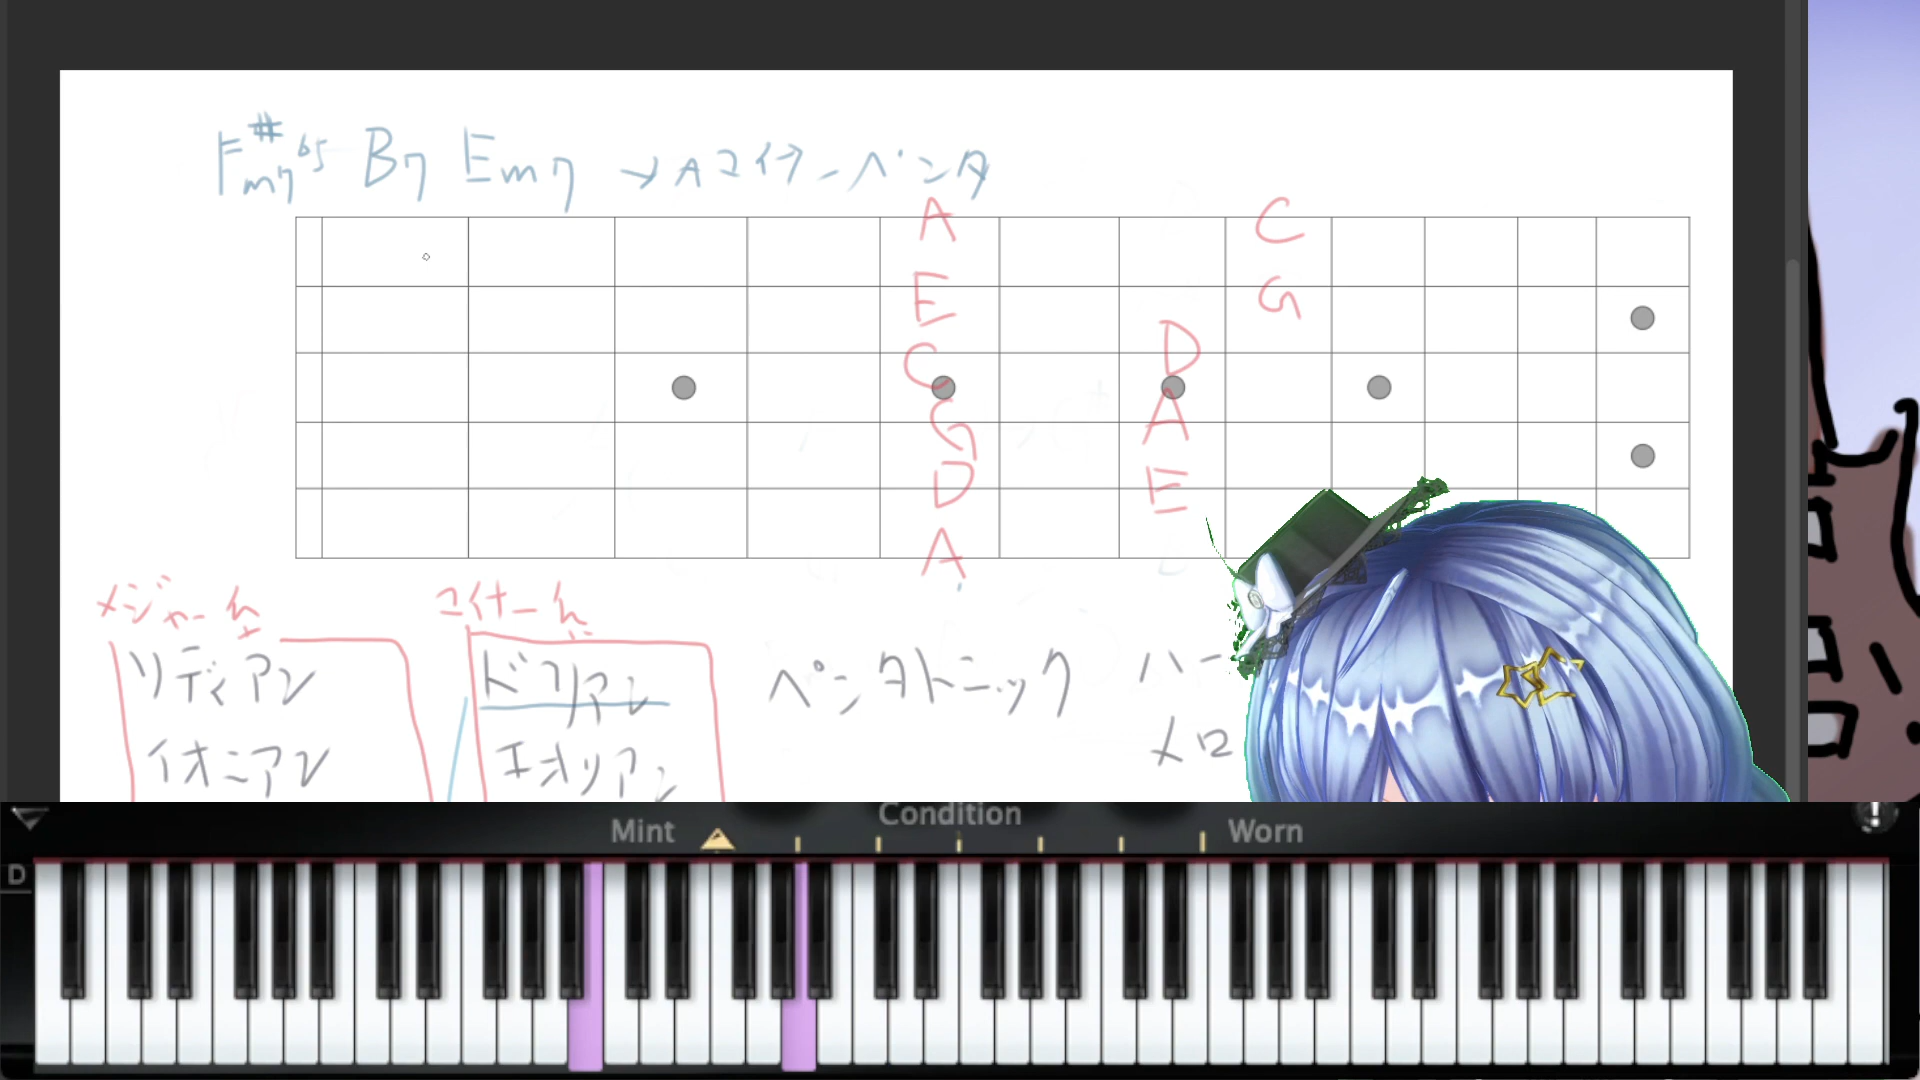 F#m7b5 B7 Em7 →Aマイナーペンタ
A C
E G
C D
G A
D E
A
メジャー系 マイナー系
リディアン ドリアン ペンタトニック ハー
イオニアン エオリアン メロ
Condition
Mint Worn
D